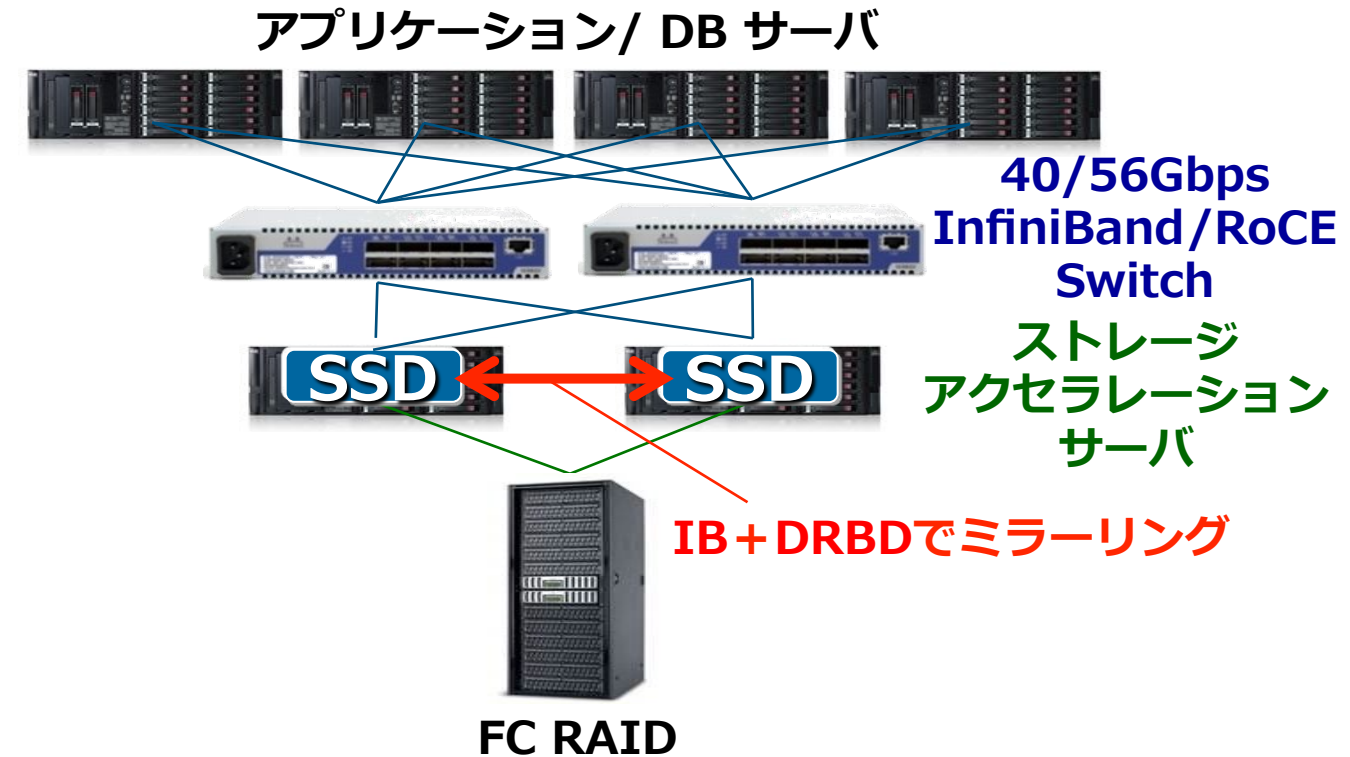 アプリケーション/ DB サーバ
40/56Gbps
InfiniBand/RoCE
Switch
SSD
SSD
ストレージ
アクセラレーション
サーバ
IB+DRBDでミラーリング
FC RAID